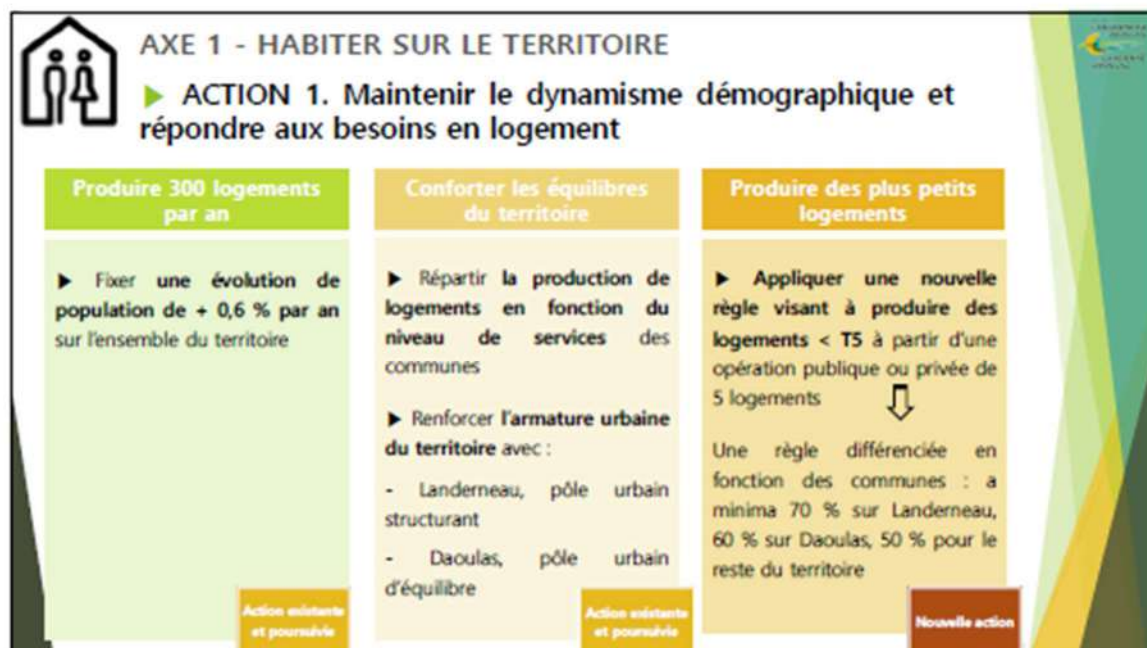 AXE 1 - HABITER SUR LE TERRITOIRE
▶ ACTION 1. Maintenir le dynamisme démographique et
répondre aux besoins en logement
Produire 300 logements
par an
▶ Fixer une évolution de
population de + 0,6 % par an
sur l'ensemble du territoire
Action existante
et poursuivie
Conforter les équilibres
du territoire
▶ Répartir la production de
logements en fonction du
niveau de services des
communes
▶ Renforcer l'armature urbaine
du territoire avec :
- Landerneau, pôle urbain
structurant
- Daoulas, pôle urbain
d'équilibre
Action existante
et poursuivie
Produire des plus petits
logements
▶ Appliquer une nouvelle
règle visant à produire des
logements < T5 à partir d'une
opération publique ou privée de
5 logements
Une règle différenciée en
fonction des communes : a
minima 70 % sur Landerneau,
60 % sur Daoulas, 50 % pour le
reste du territoire
Nouvelle action